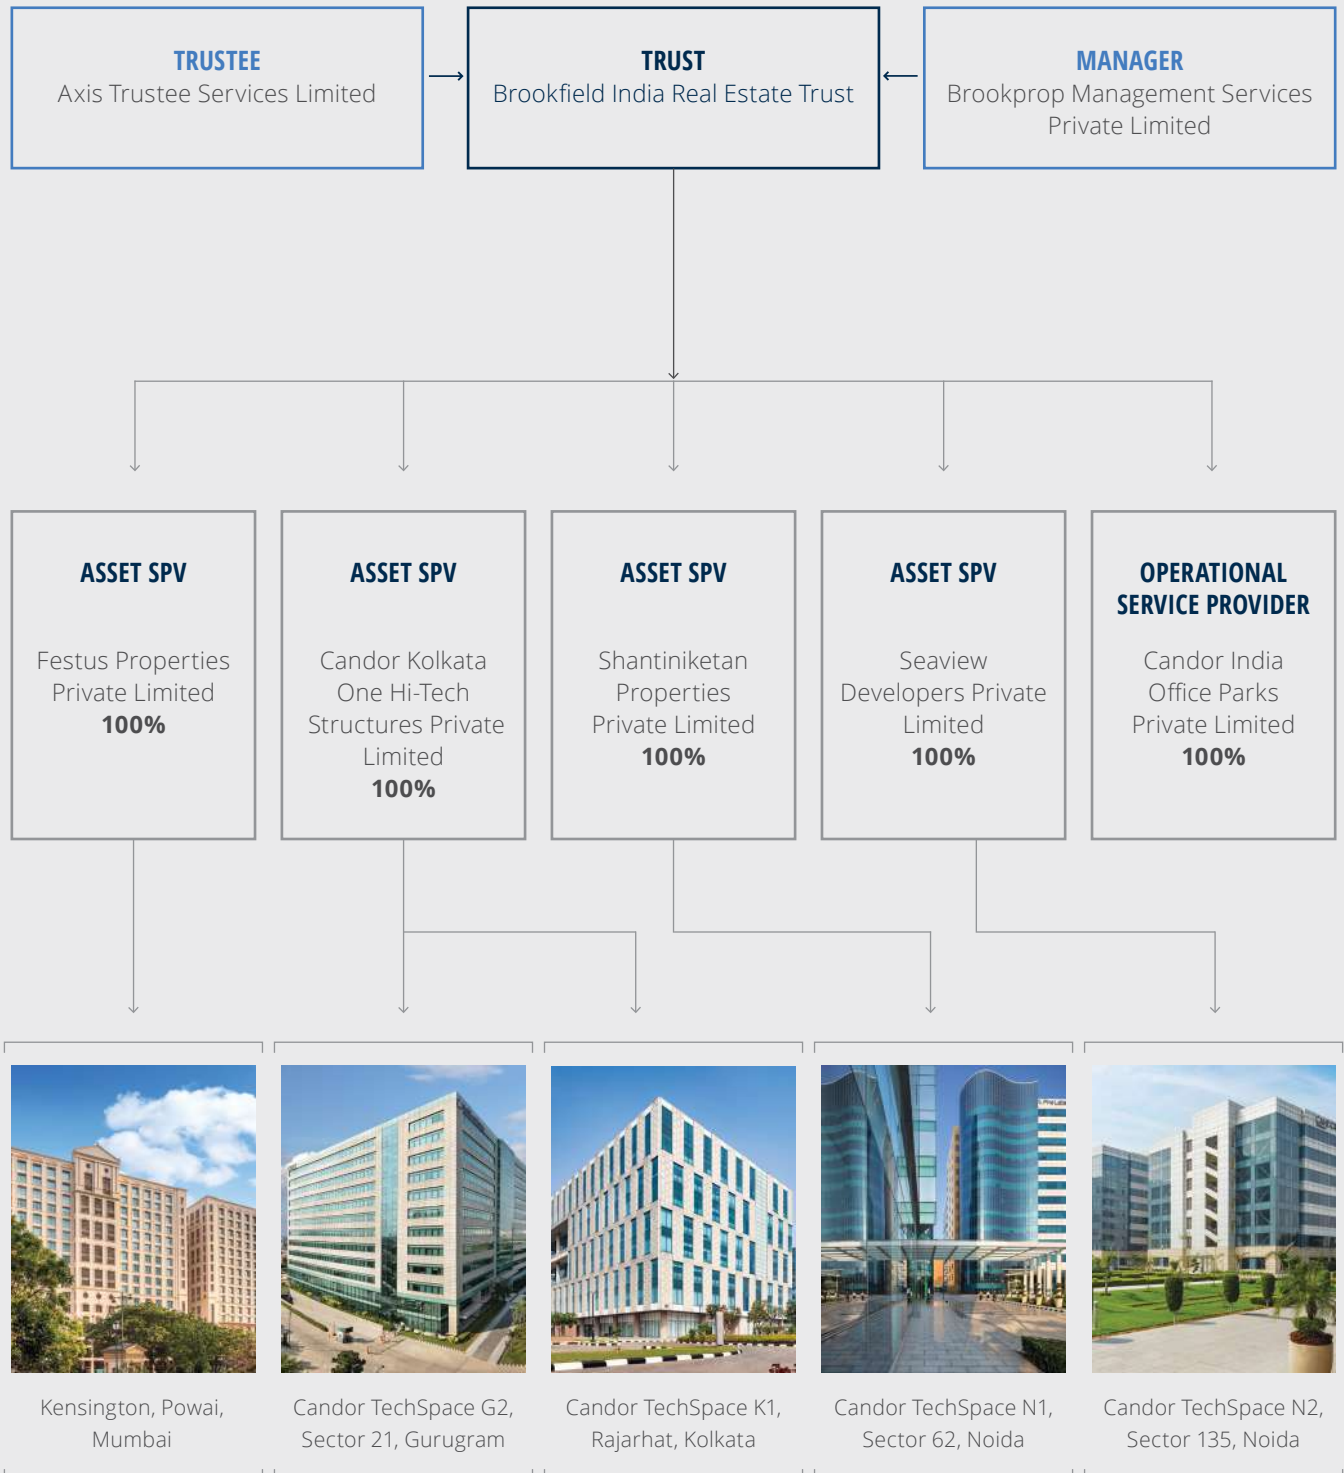 TRUSTEE
Axis Trustee Services Limited
TRUST
Brookfield India Real Estate Trust
MANAGER
Brookprop Management Services
Private Limited
ASSET SPV
Festus Properties
Private Limited
100%
ASSET SPV
Candor Kolkata
One Hi-Tech
Structures Private
Limited
100%
ASSET SPV
Shantiniketan
Properties
Private Limited
100%
ASSET SPV
Seaview
Developers Private
Limited
100%
OPERATIONAL
SERVICE PROVIDER
Candor India
Office Parks
Private Limited
100%
Kensington, Powai,
Mumbai
Candor TechSpace G2,
Sector 21, Gurugram
Candor TechSpace K1,
Rajarhat, Kolkata
Candor TechSpace N1,
Sector 62, Noida
Candor TechSpace N2,
Sector 135, Noida